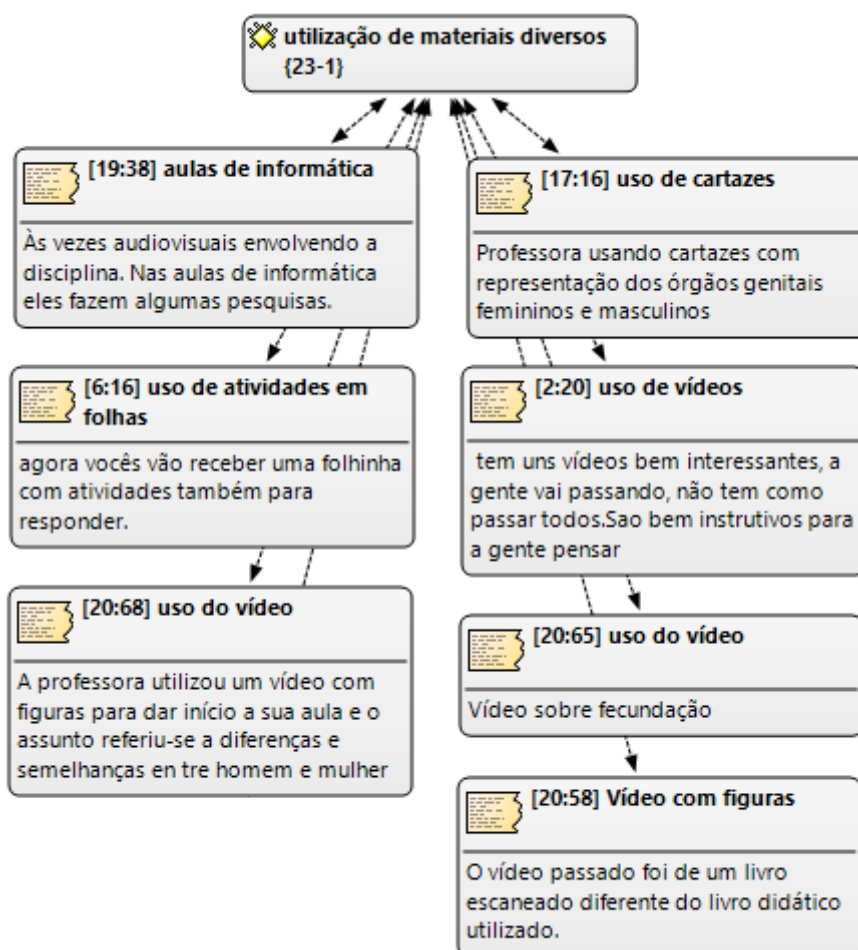 utilização de materiais diversos
{23-1}
[19:38] aulas de informática
Às vezes audiovisuais envolvendo a
disciplina. Nas aulas de informática
eles fazem algumas pesquisas.
[17:16] uso de cartazes
Professora usando cartazes com
representação dos órgãos genitais
femininos e masculinos
[6:16] uso de atividades em
folhas
agora vocês vão receber uma folhinha
com atividades também para
responder.
[2:20] uso de vídeos
tem uns vídeos bem interessantes, a
gente vai passando, não tem como
passar todos.Sao bem instrutivos para
a gente pensar
[20:68] uso do vídeo
A professora utilizou um vídeo com
figuras para dar início a sua aula e o
assunto referiu-se a diferenças e
semelhanças en tre homem e mulher
[20:65] uso do vídeo
Vídeo sobre fecundação
[20:58] Vídeo com figuras
O vídeo passado foi de um livro
escaneado diferente do livro didático
utilizado.